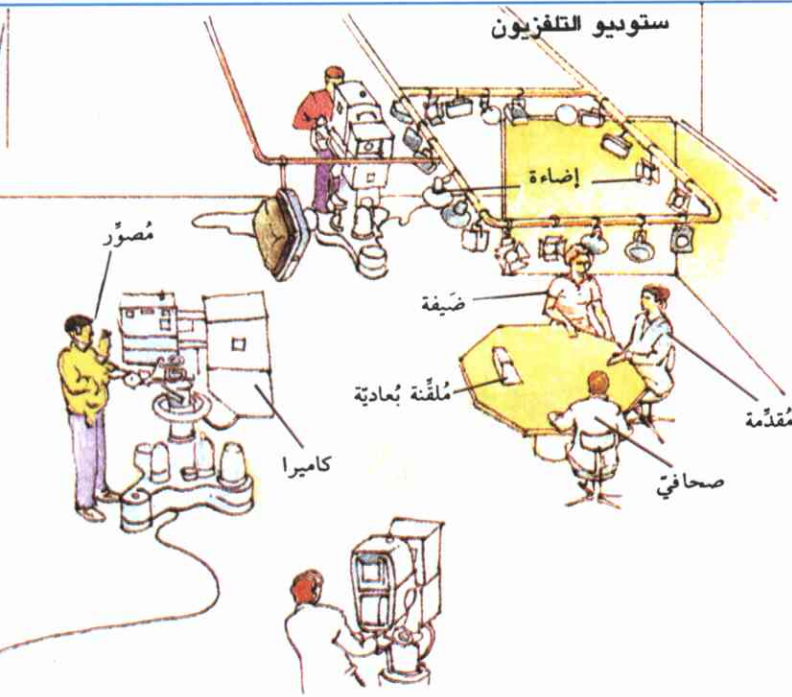 ستوديو التلفزيون
إضاءة
مُصوِّر
ضَيفة
مُلقِّنة بُعاديّة
مُقدِّمة
كاميرا
صحافيّ